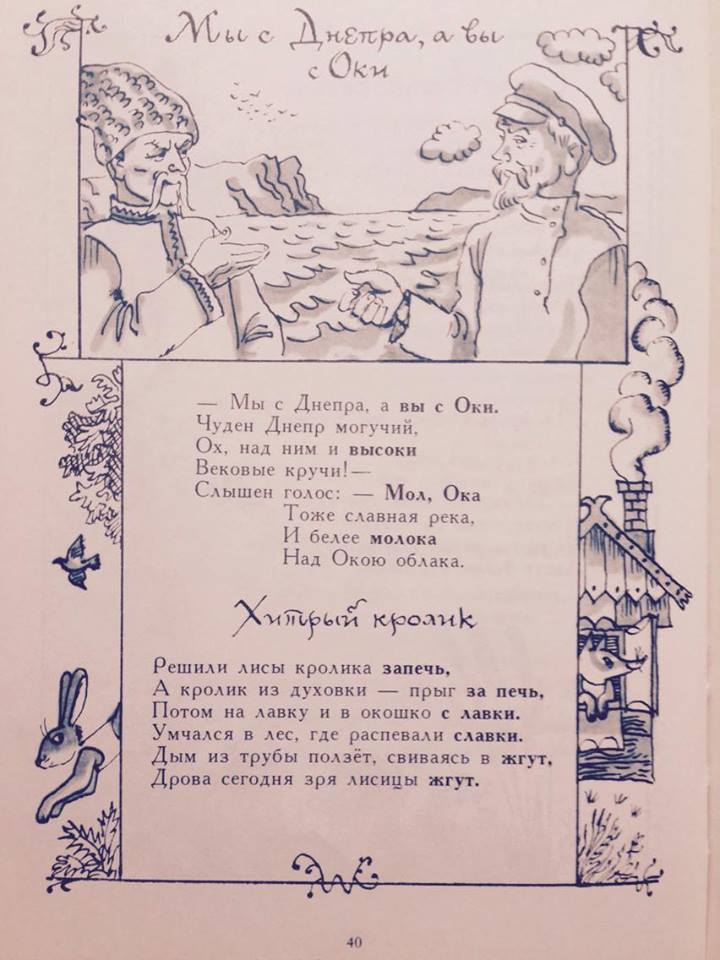 Мы с Днепра, а вы
с Оки
— Мы с Днепра, а вы с Оки.
Чуден Днепр могучий,
Ох, над ним и высоки
Вековые кручи! —
Слышен голос: — Мол, Ока
Тоже славная река,
И белее молока
Над Окою облака.
Хитрый кролик
Решили лисы кролика запечь,
А кролик из духовки — прыг за печь,
Потом на лавку и в окошко с лавки.
Умчался в лес, где распевали славки.
Дым из трубы ползёт, свиваясь в жгут,
Дрова сегодня зря лисицы жгут.
40